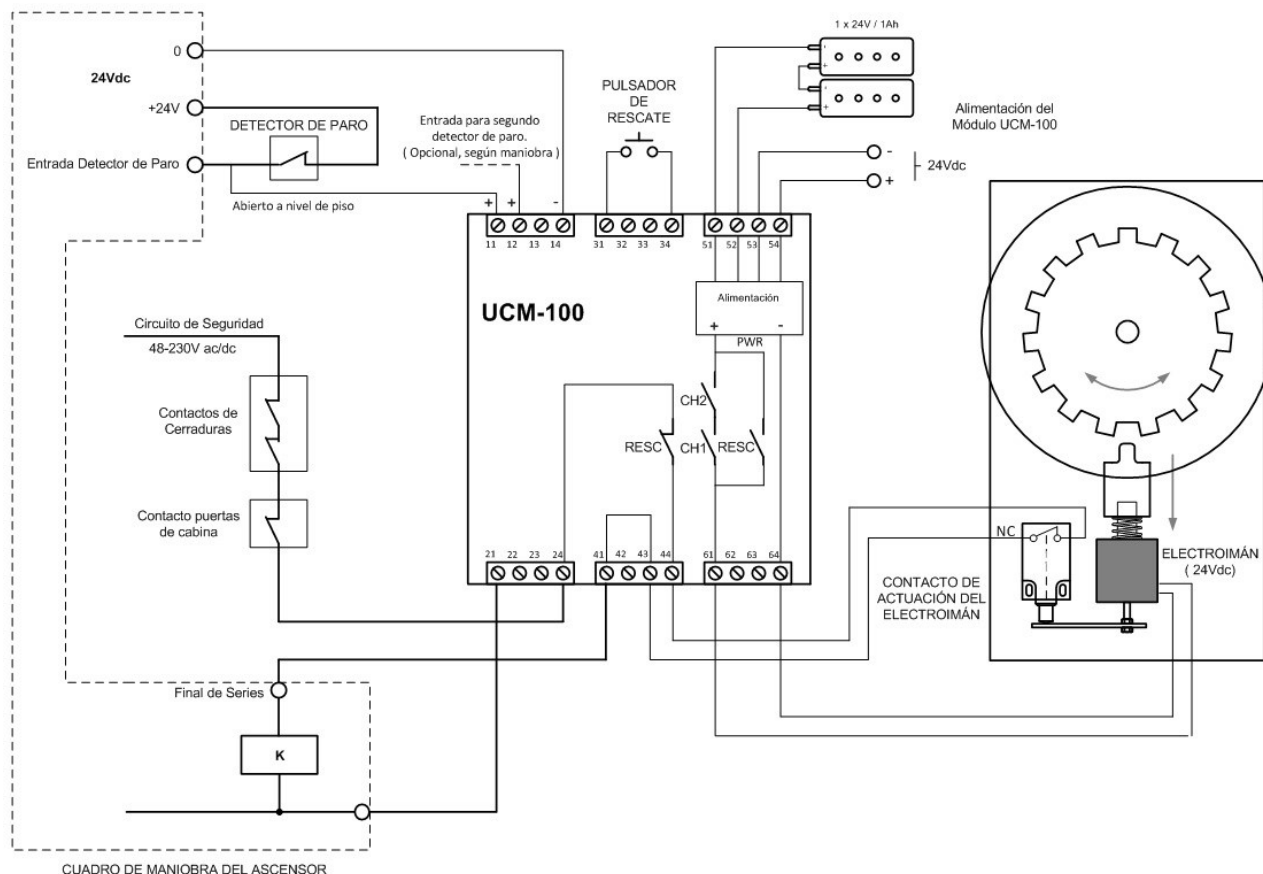 1 x 24V / 1Ah
0
24Vdc
+24V
DETECTOR DE PARO
Entrada Detector de Paro
Abierto a nivel de piso
Entrada para segundo
detector de paro.
( Opcional, según maniobra )
PULSADOR
DE
RESCATE
-
+
-
+
Alimentación del
Módulo UCM-100
-
+
24Vdc
+ + -
11 12 13 14
31 32 33 34
51 52 53 54
UCM-100
Alimentación
+ -
PWR
CH2
RESC
CH1
RESC
Circuito de Seguridad
48-230V ac/dc
Contactos de
Cerraduras
Contacto puertas
de cabina
21 22 23 24
41 42 43 44
61 62 63 64
NC
CONTACTO DE
ACTUACIÓN DEL
ELECTROIMÁN
ELECTROIMÁN
( 24Vdc)
Final de Series
K
CUADRO DE MANIOBRA DEL ASCENSOR